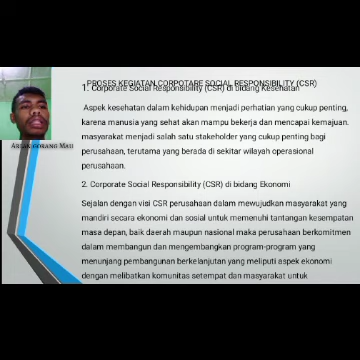 PROSES KEGIATAN CORPOTARE SOCIAL RESPONSIBILITY (CSR)
1. Corporate Social Responsibility (CSR) di bidang Kesehatan
Aspek kesehatan dalam kehidupan menjadi perhatian yang cukup penting,
karena manusia yang sehat akan mampu bekerja dan mencapai kemajuan.
masyarakat menjadi salah satu stakeholder yang cukup penting bagi
perusahaan, terutama yang berada di sekitar wilayah operasional
perusahaan.
2. Corporate Social Responsibility (CSR) di bidang Ekonomi
Sejalan dengan visi CSR perusahaan dalam mewujudkan masyarakat yang
mandiri secara ekonomi dan sosial untuk memenuhi tantangan kesempatan
masa depan, baik daerah maupun nasional maka perusahaan berkomitmen
dalam membangun dan mengembangkan program-program yang
menunjang pembangunan berkelanjutan yang meliputi aspek ekonomi
dengan melibatkan komunitas setempat dan masyarakat untuk